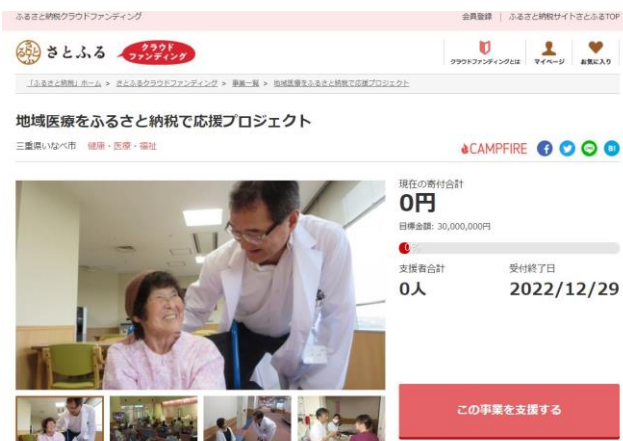 ふるさと納税クラウドファンディング
会員登録 | ふるさと納税サイトさとふるTOP
さとふる クラウドファンディング
クラウドファンディングとは マイページ お気に入り
「ふるさと納税」ホーム > さとふるクラウドファンディング > 事業一覧 > 地域医療をふるさと納税で応援プロジェクト
地域医療をふるさと納税で応援プロジェクト
三重県いなべ市 健康・医療・福祉
CAMPFIRE
現在の寄付合計
0円
目標金額: 30,000,000円
支援者合計 受付終了日
0人 2022/12/29
この事業を支援する